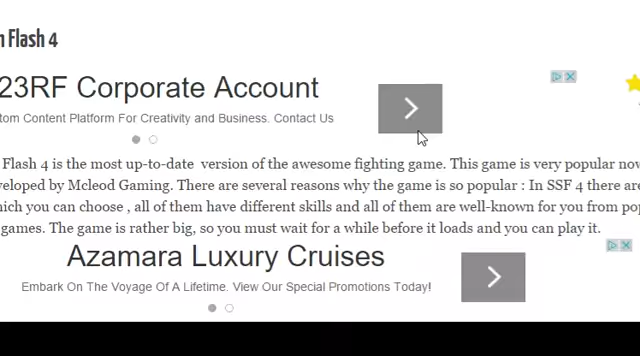 n Flash 4
23RF Corporate Account
tom Content Platform For Creativity and Business. Contact Us
Flash 4 is the most up-to-date version of the awesome fighting game. This game is very popular now
veloped by Mcleod Gaming. There are several reasons why the game is so popular : In SSF 4 there are
hich you can choose , all of them have different skills and all of them are well-known for you from pop
games. The game is rather big, so you must wait for a while before it loads and you can play it.
Azamara Luxury Cruises
Embark On The Voyage Of A Lifetime. View Our Special Promotions Today!